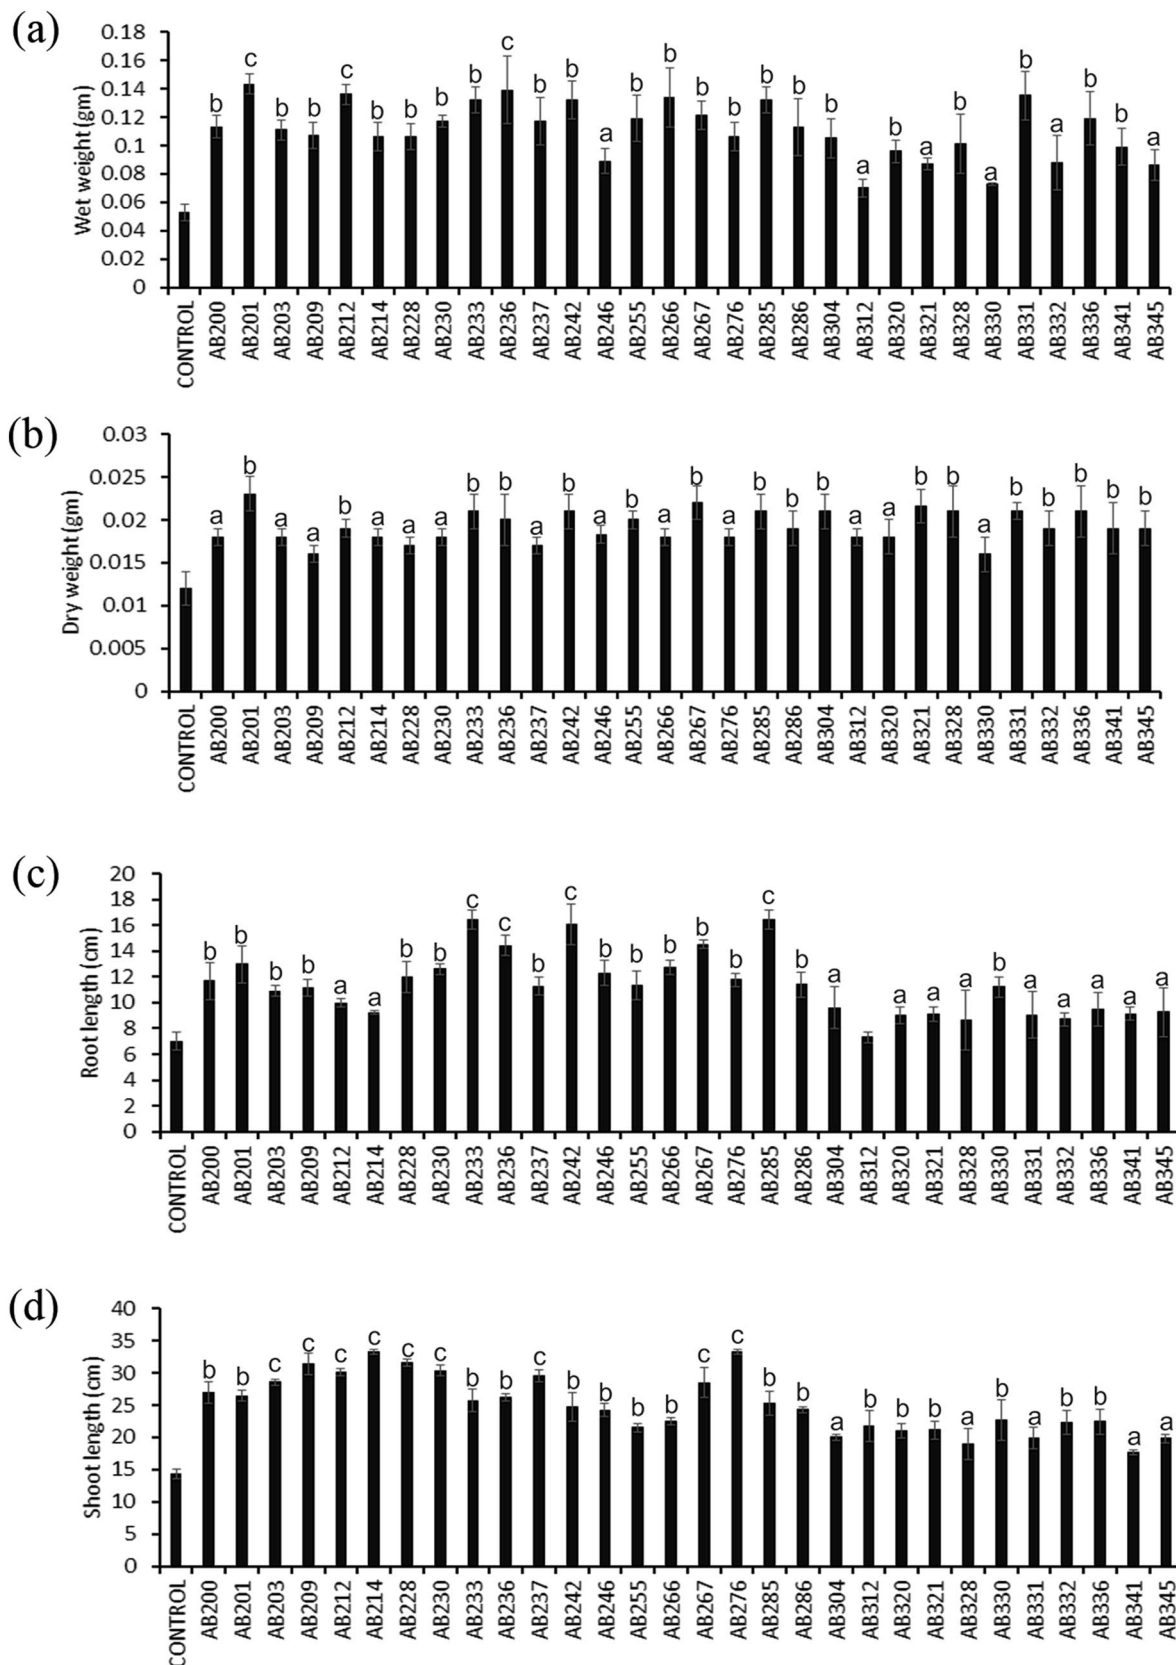 (a)
Wet weight (gm)
0.18
0.16
0.14
0.12
0.1
0.08
0.06
0.04
0.02
0
b c b b c b b b b c b b a b b b b b b b a b a b a b a b b a
CONTROL AB200 AB201 AB203 AB209 AB212 AB214 AB228 AB230 AB233 AB236 AB237 AB242 AB246 AB255 AB266 AB267 AB276 AB285 AB286 AB304 AB312 AB320 AB321 AB328 AB330 AB331 AB332 AB336 AB341 AB345
(b)
Dry weight (gm)
0.03
0.025
0.02
0.015
0.01
0.005
0
a b a a b a a a b b a b a b a b a b b b a a b b a b b b b b
CONTROL AB200 AB201 AB203 AB209 AB212 AB214 AB228 AB230 AB233 AB236 AB237 AB242 AB246 AB255 AB266 AB267 AB276 AB285 AB286 AB304 AB312 AB320 AB321 AB328 AB330 AB331 AB332 AB336 AB341 AB345
(c)
Root length (cm)
20
18
16
14
12
10
8
6
4
2
0
b b b b a a b b c c b c b b b b b c b a a a a b a a a a a
CONTROL AB200 AB201 AB203 AB209 AB212 AB214 AB228 AB230 AB233 AB236 AB237 AB242 AB246 AB255 AB266 AB267 AB276 AB285 AB286 AB304 AB312 AB320 AB321 AB328 AB330 AB331 AB332 AB336 AB341 AB345
(d)
Shoot length (cm)
40
35
30
25
20
15
10
5
0
b b c c c c c c b b c b b b b c c b b a b b b a b a b b a a
CONTROL AB200 AB201 AB203 AB209 AB212 AB214 AB228 AB230 AB233 AB236 AB237 AB242 AB246 AB255 AB266 AB267 AB276 AB285 AB286 AB304 AB312 AB320 AB321 AB328 AB330 AB331 AB332 AB336 AB341 AB345